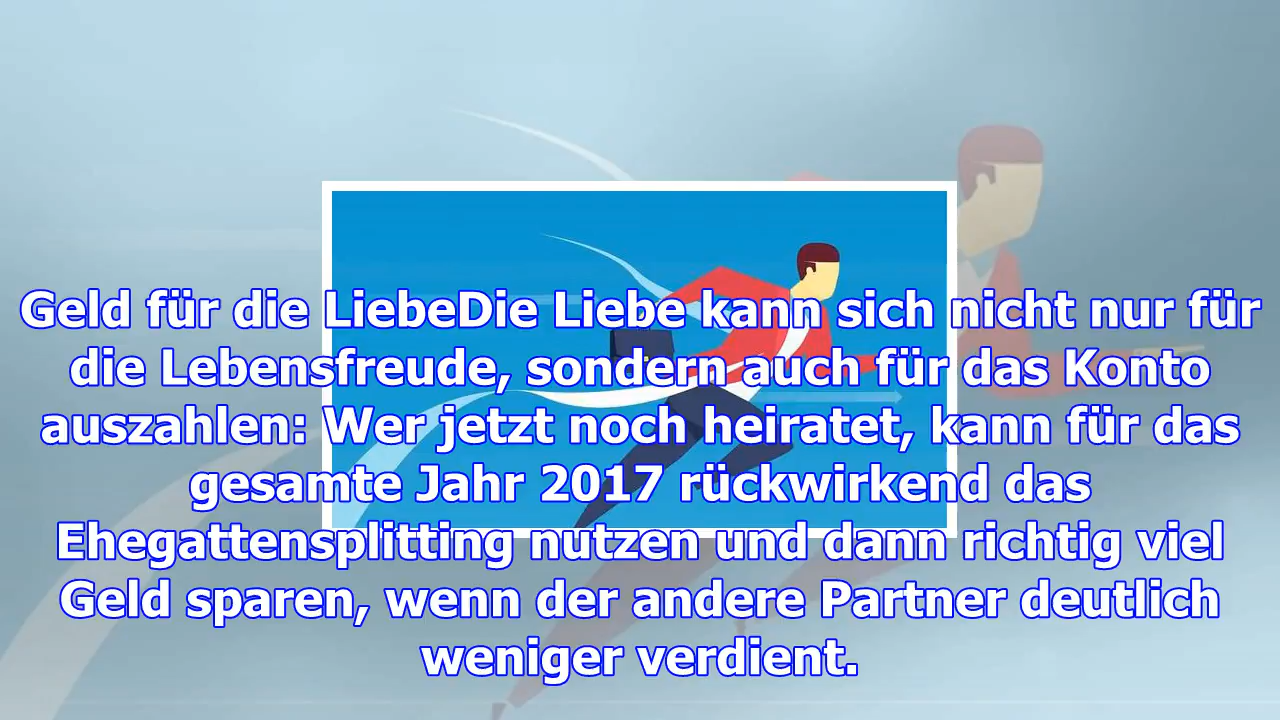 Geld für die LiebeDie Liebe kann sich nicht nur für
die Lebensfreude, sondern auch für das Konto
auszahlen: Wer jetzt noch heiratet, kann für das
gesamte Jahr 2017 rückwirkend das
Ehegattensplitting nutzen und dann richtig viel
Geld sparen, wenn der andere Partner deutlich
weniger verdient.